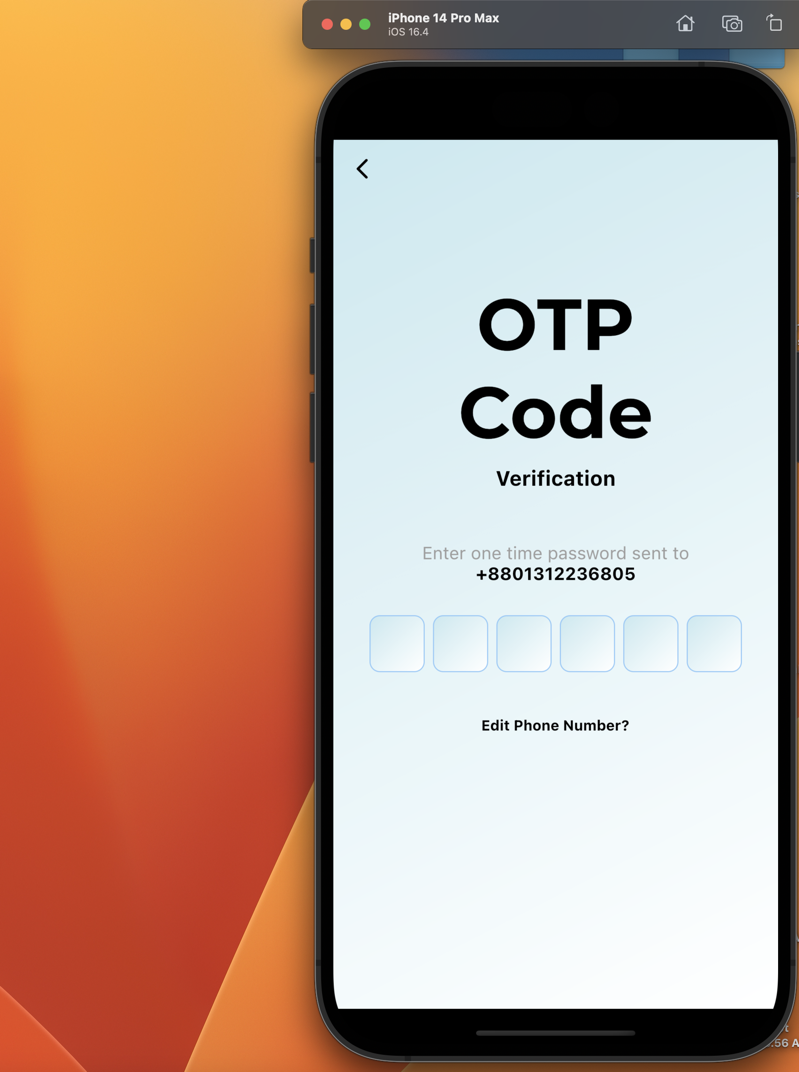 iPhone 14 Pro Max
iOS 16.4
OTP
Code
Verification
Enter one time password sent to
+8801312236805
Edit Phone Number?